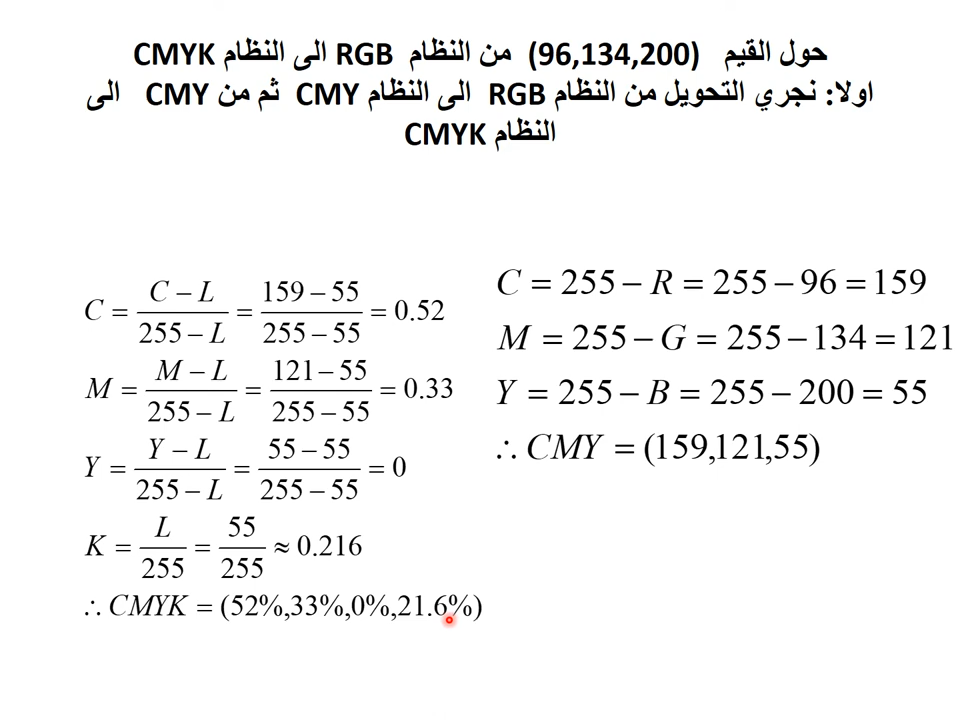 حول القيم (96,134,200) من النظام RGB الى النظام CMYK
اولا: نجري التحويل من النظام RGB الى النظام CMY ثم من CMY الى
النظام CMYK
C = 255 − R = 255 − 96 = 159
M = 255 − G = 255 − 134 = 121
Y = 255 − B = 255 − 200 = 55
∴ CMY = (159,121,55)
C = (C − L)/(255 − L) = (159 − 55)/(255 − 55) = 0.52
M = (M − L)/(255 − L) = (121 − 55)/(255 − 55) = 0.33
Y = (Y − L)/(255 − L) = (55 − 55)/(255 − 55) = 0
K = L/255 = 55/255 ≈ 0.216
∴ CMYK = (52%,33%,0%,21.6%)